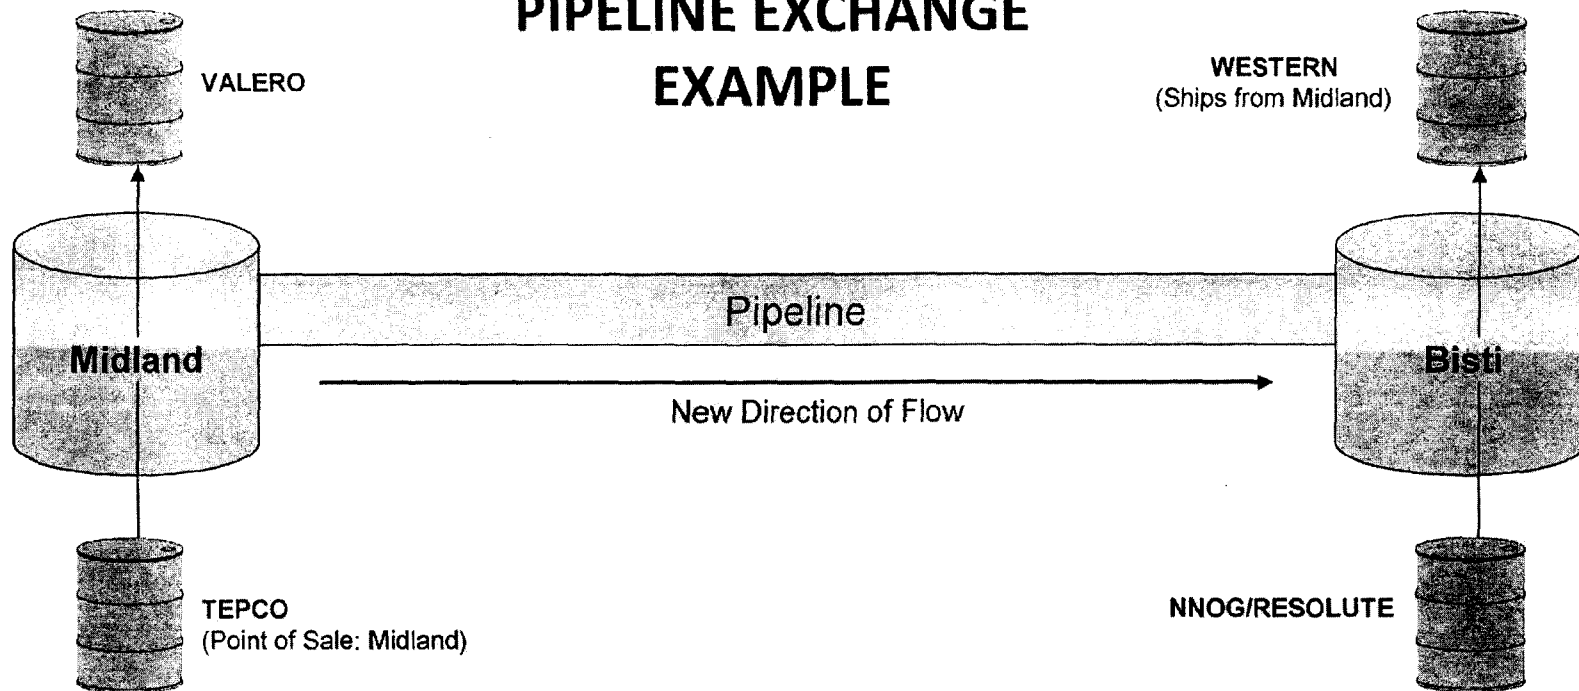 PIPELINE EXCHANGE
EXAMPLE
VALERO
WESTERN
(Ships from Midland)
Pipeline
Midland
Bisti
New Direction of Flow
TEPCO
(Point of Sale: Midland)
NNOG/RESOLUTE